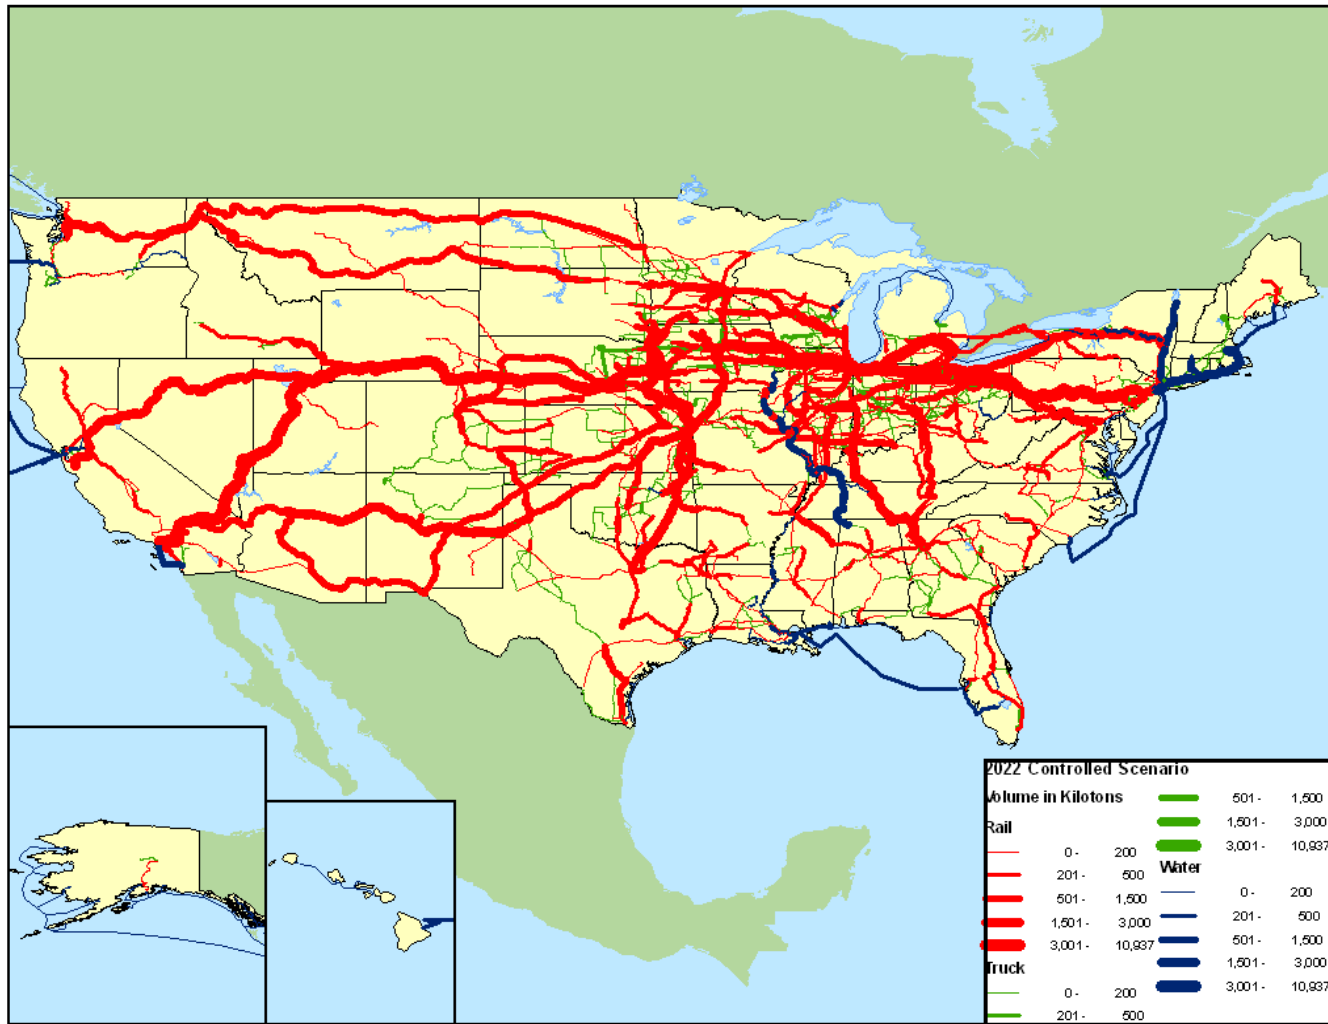 2022 Controlled Scenario
Volume in Kilotons
Rail
0 - 200
201 - 500
501 - 1,500
1,501 - 3,000
3,001 - 10,937
Truck
0 - 200
201 - 500
501 - 1,500
1,501 - 3,000
3,001 - 10,937
Water
0 - 200
201 - 500
501 - 1,500
1,501 - 3,000
3,001 - 10,937